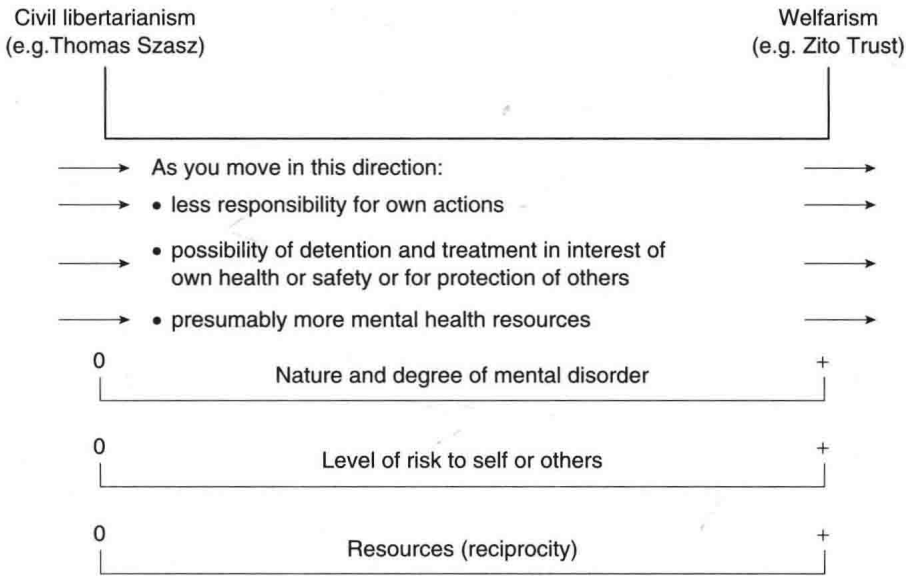 Civil libertarianism
(e.g.Thomas Szasz)
Welfarism
(e.g. Zito Trust)
As you move in this direction:
• less responsibility for own actions
• possibility of detention and treatment in interest of
own health or safety or for protection of others
• presumably more mental health resources
0 +
Nature and degree of mental disorder
0 +
Level of risk to self or others
0 +
Resources (reciprocity)